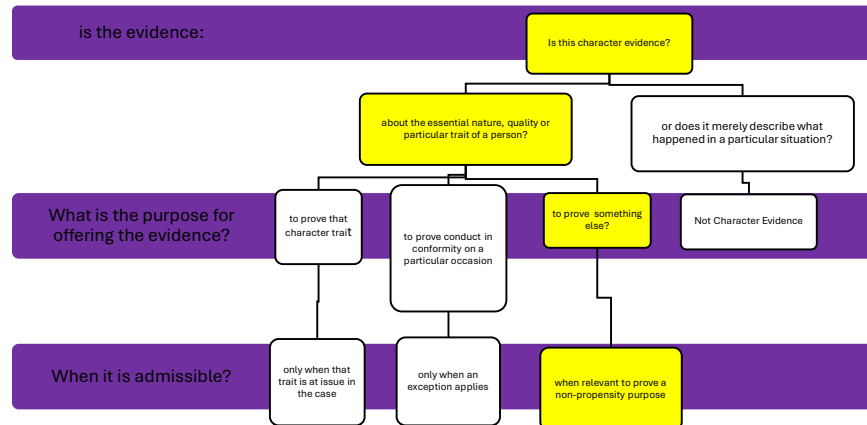 is the evidence:
Is this character evidence?
about the essential nature, quality or
particular trait of a person?
or does it merely describe what
happened in a particular situation?
What is the purpose for
offering the evidence?
to prove that
character trait
to prove conduct in
conformity on a
particular occasion
to prove something
else?
Not Character Evidence
When it is admissible?
only when that
trait is at issue in
the case
only when an
exception applies
when relevant to prove a
non-propensity purpose